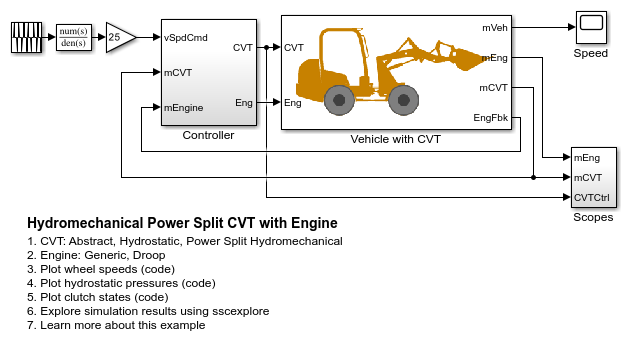 num(s)
den(s)
25
vSpdCmd
mCVT
mEngine
CVT
Eng
Controller
CVT
Eng
mVeh
mEng
mCVT
EngFbk
Vehicle with CVT
Speed
mEng
mCVT
CVTCtrl
Scopes
Hydromechanical Power Split CVT with Engine
1. CVT: Abstract, Hydrostatic, Power Split Hydromechanical
2. Engine: Generic, Droop
3. Plot wheel speeds (code)
4. Plot hydrostatic pressures (code)
5. Plot clutch states (code)
6. Explore simulation results using sscexplore
7. Learn more about this example